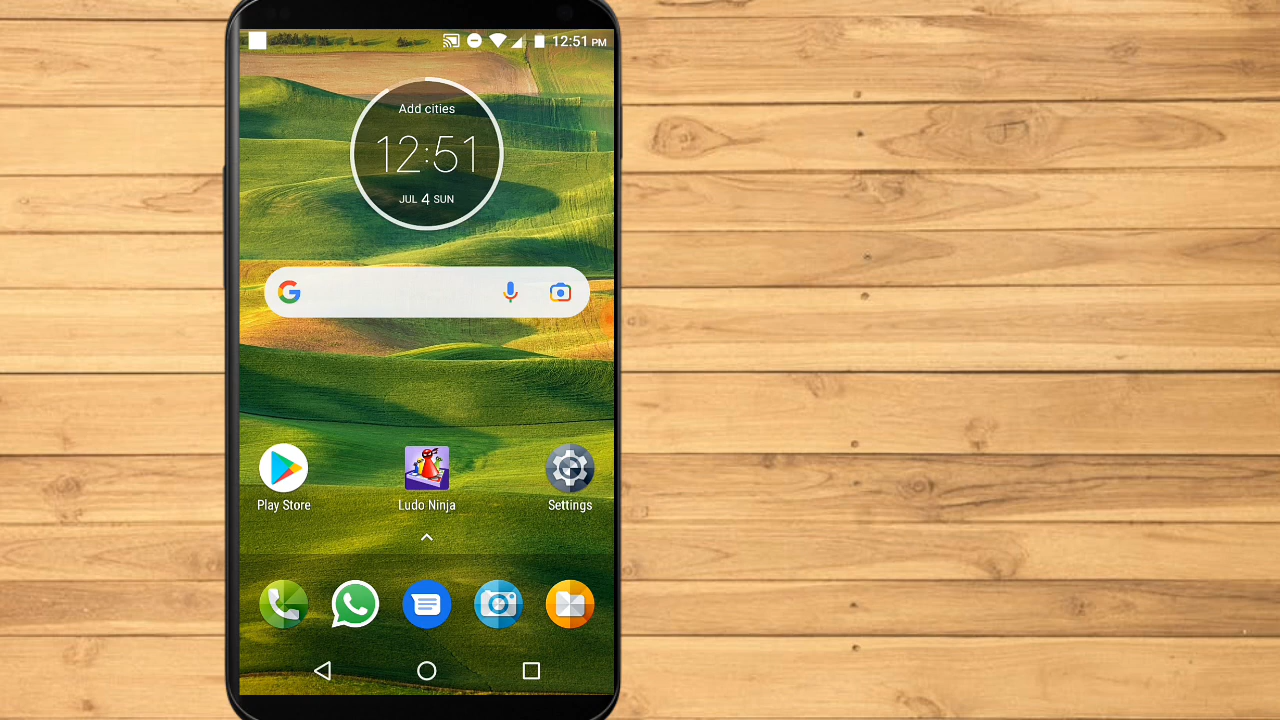 12:51 PM
Add cities
12:51
JUL 4 SUN
G
Play Store
Ludo Ninja
Settings